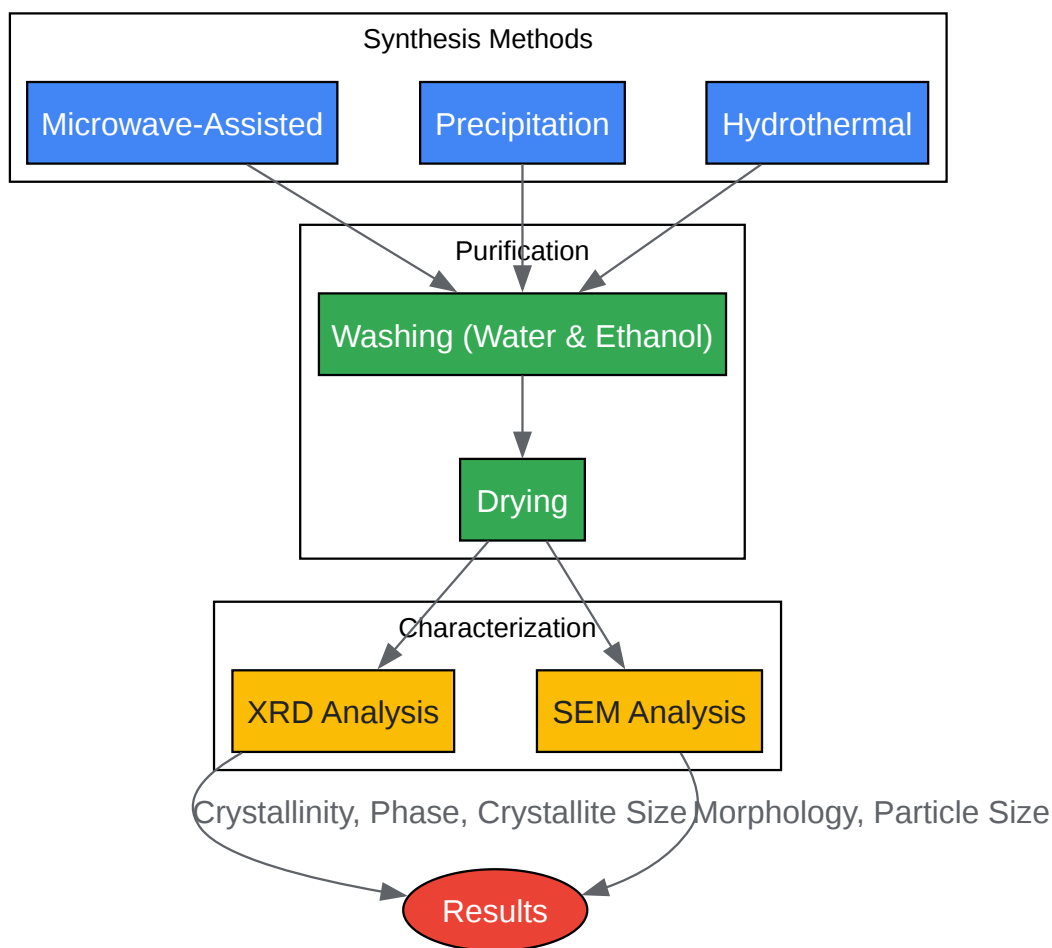 Synthesis Methods
Microwave-Assisted
Precipitation
Hydrothermal
Purification
Washing (Water & Ethanol)
Drying
Characterization
XRD Analysis
SEM Analysis
Crystallinity, Phase, Crystallite Size
Morphology, Particle Size
Results